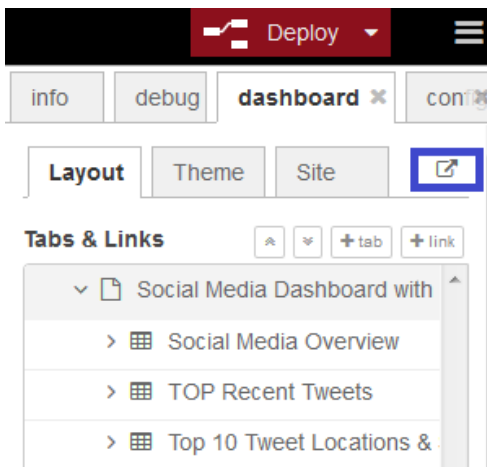 Deploy
info debug dashboard
Layout Theme Site
Tabs & Links + tab + link
Social Media Dashboard with
Social Media Overview
TOP Recent Tweets
Top 10 Tweet Locations &